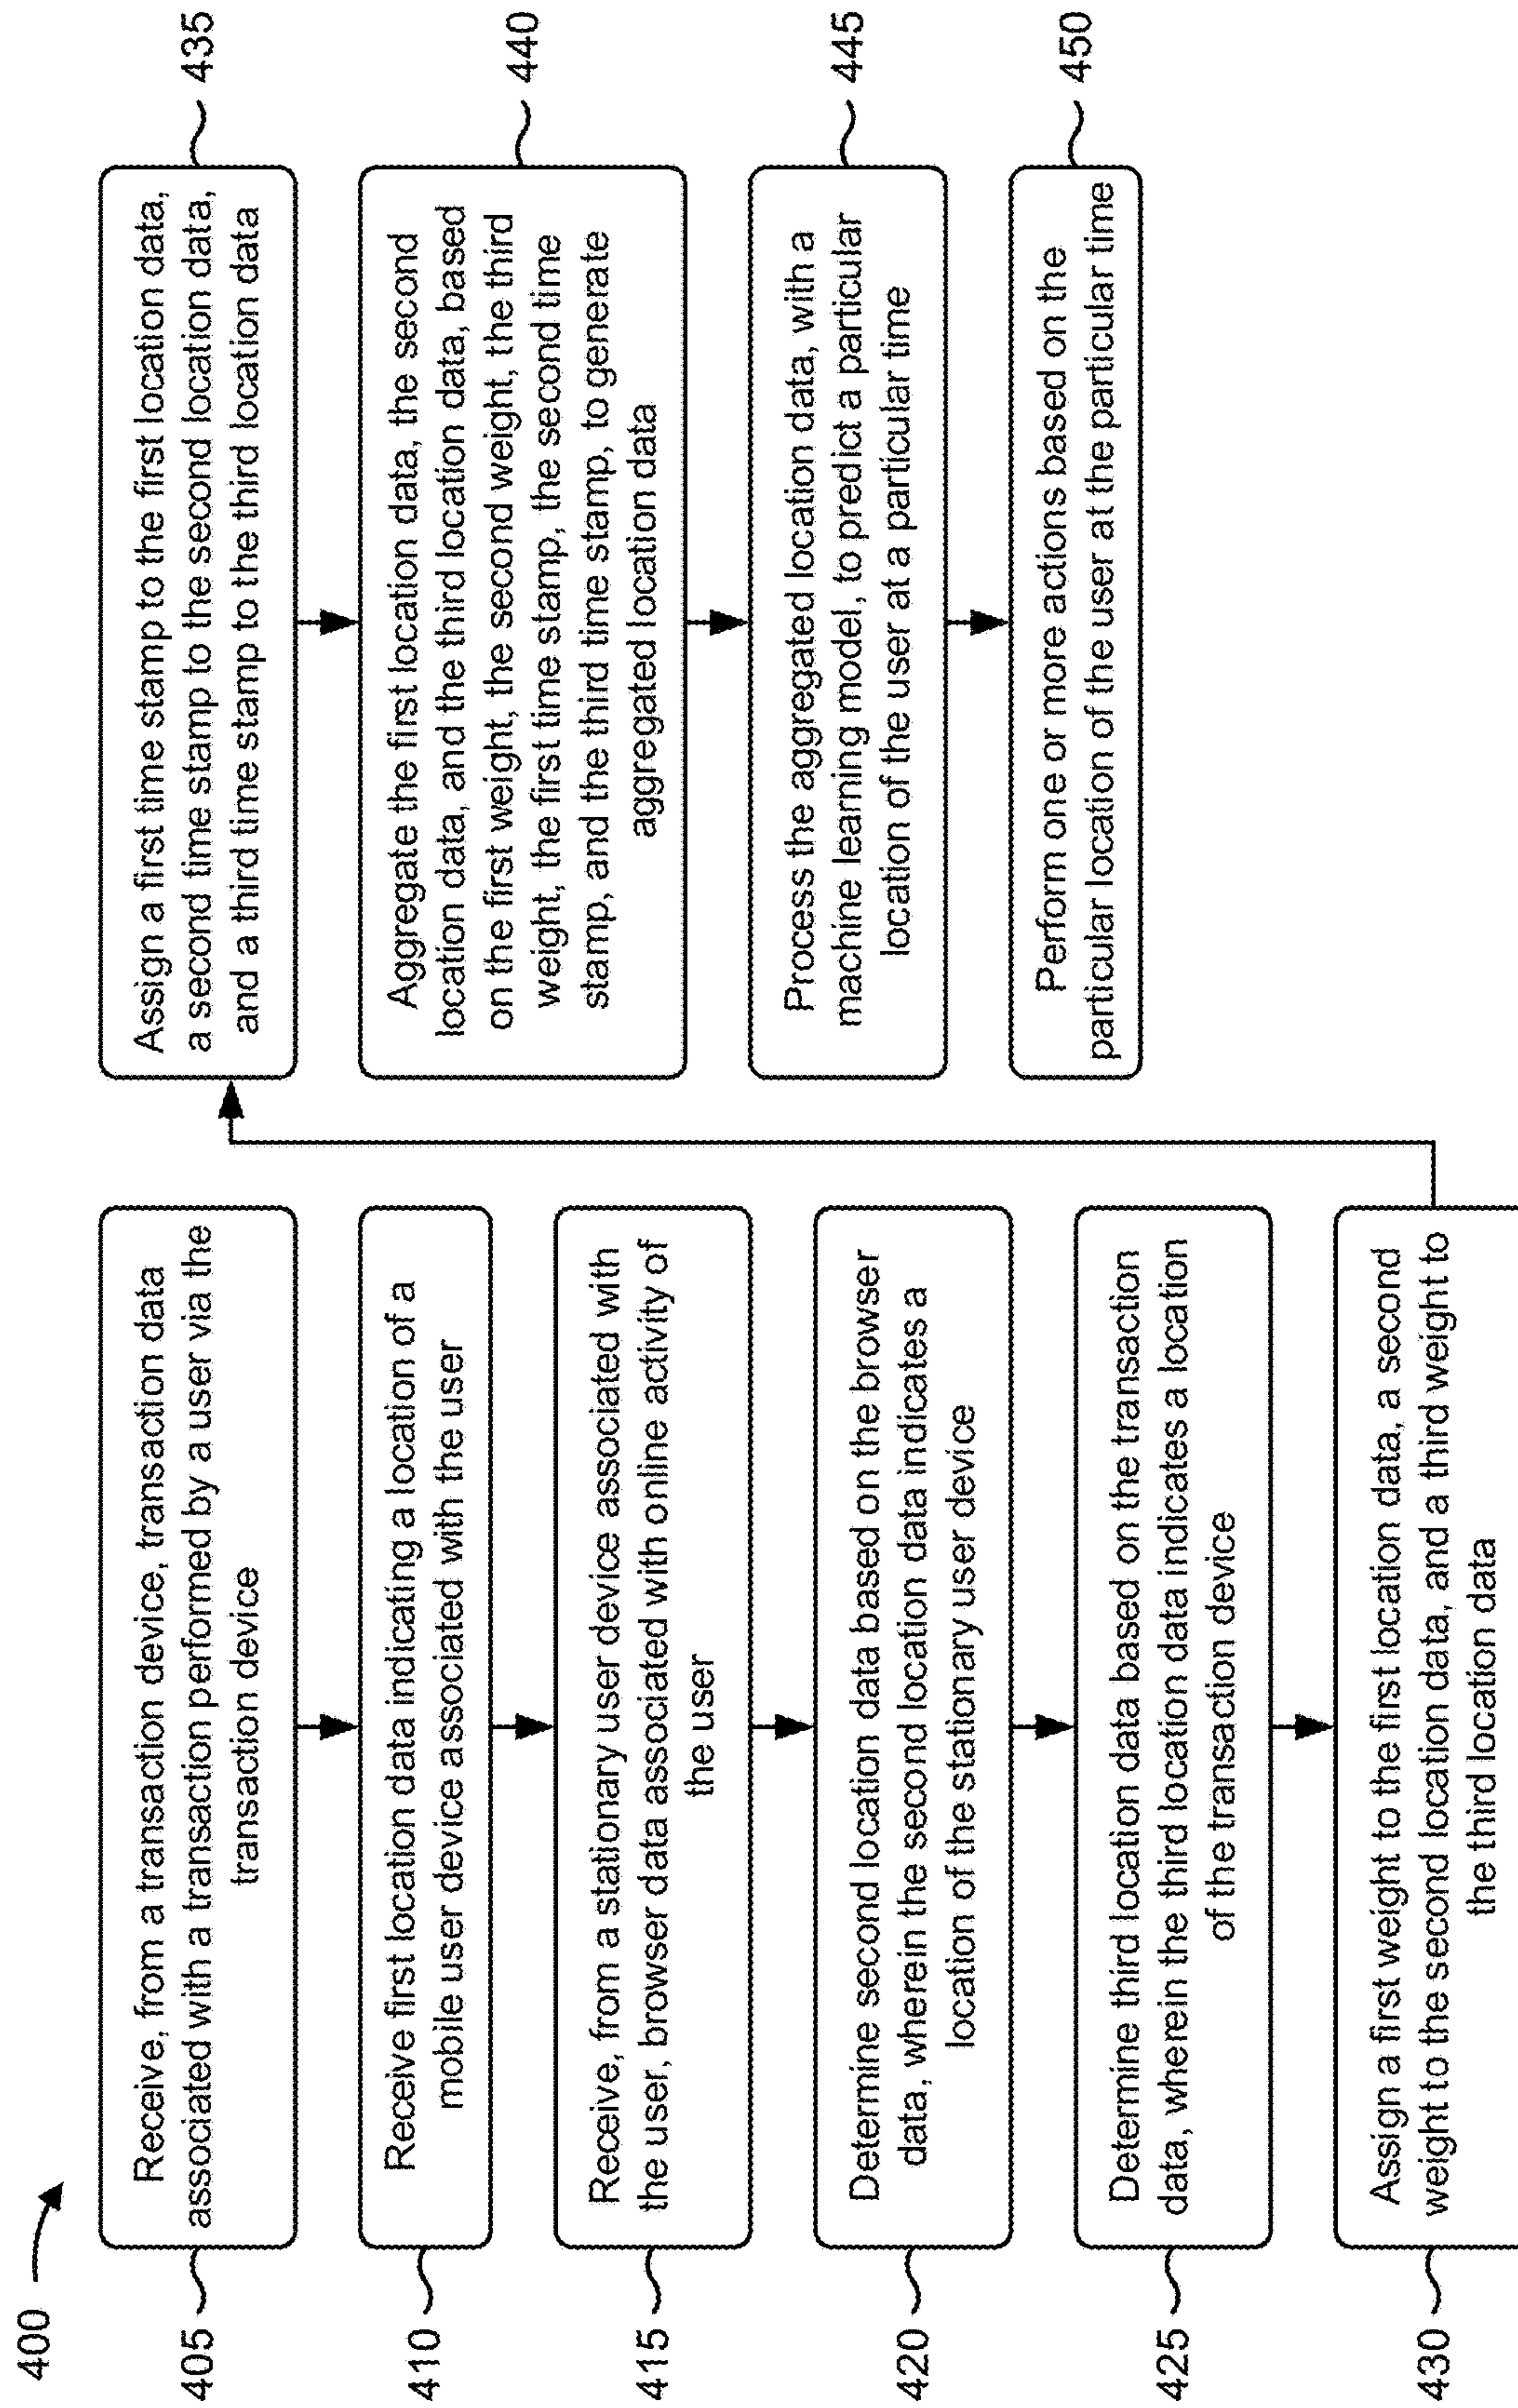 400
405
Receive, from a transaction device, transaction data
associated with a transaction performed by a user via the
transaction device
410
Receive first location data indicating a location of a
mobile user device associated with the user
415
Receive, from a stationary user device associated with
the user, browser data associated with online activity of
the user
420
Determine second location data based on the browser
data, wherein the second location data indicates a
location of the stationary user device
425
Determine third location data based on the transaction
data, wherein the third location data indicates a location
of the transaction device
430
Assign a first weight to the first location data, a second
weight to the second location data, and a third weight to
the third location data
435
Assign a first time stamp to the first location data,
a second time stamp to the second location data,
and a third time stamp to the third location data
440
Aggregate the first location data, the second
location data, and the third location data, based
on the first weight, the second weight, the third
weight, the first time stamp, the second time
stamp, and the third time stamp, to generate
aggregated location data
445
Process the aggregated location data, with a
machine learning model, to predict a particular
location of the user at a particular time
450
Perform one or more actions based on the
particular location of the user at the particular time